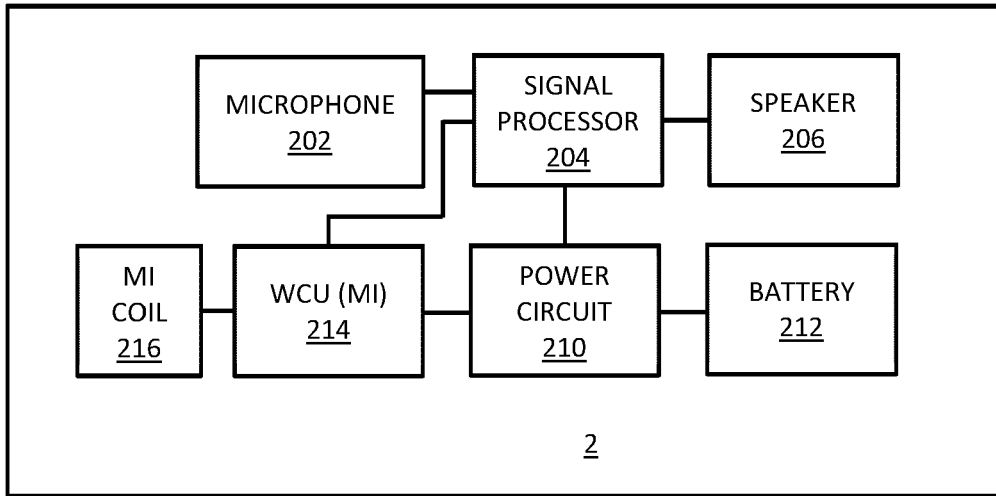 MICROPHONE
202
SIGNAL
PROCESSOR
204
SPEAKER
206
MI
COIL
216
WCU (MI)
214
POWER
CIRCUIT
210
BATTERY
212
2